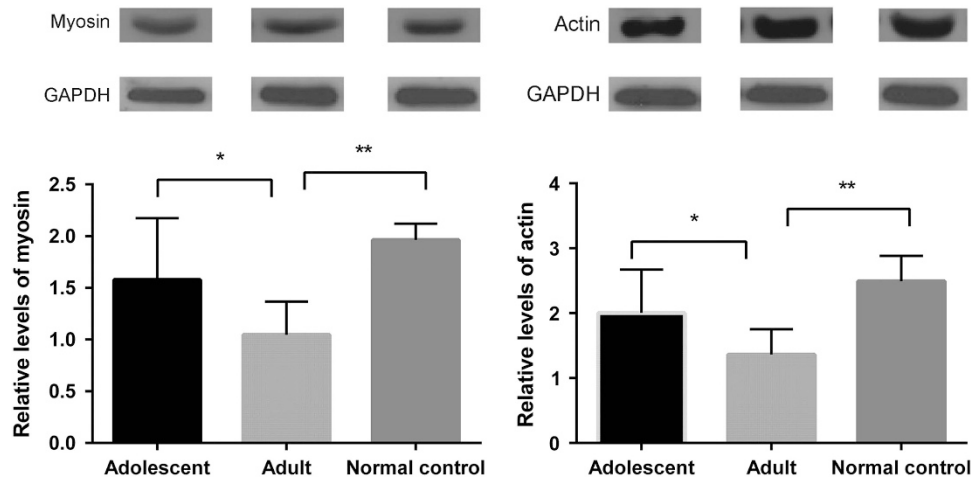 Myosin
GAPDH
*
**
Relative levels of myosin
2.5
2.0
1.5
1.0
0.5
0.0
Adolescent Adult Normal control
Actin
GAPDH
*
**
Relative levels of actin
4
3
2
1
0
Adolescent Adult Normal control